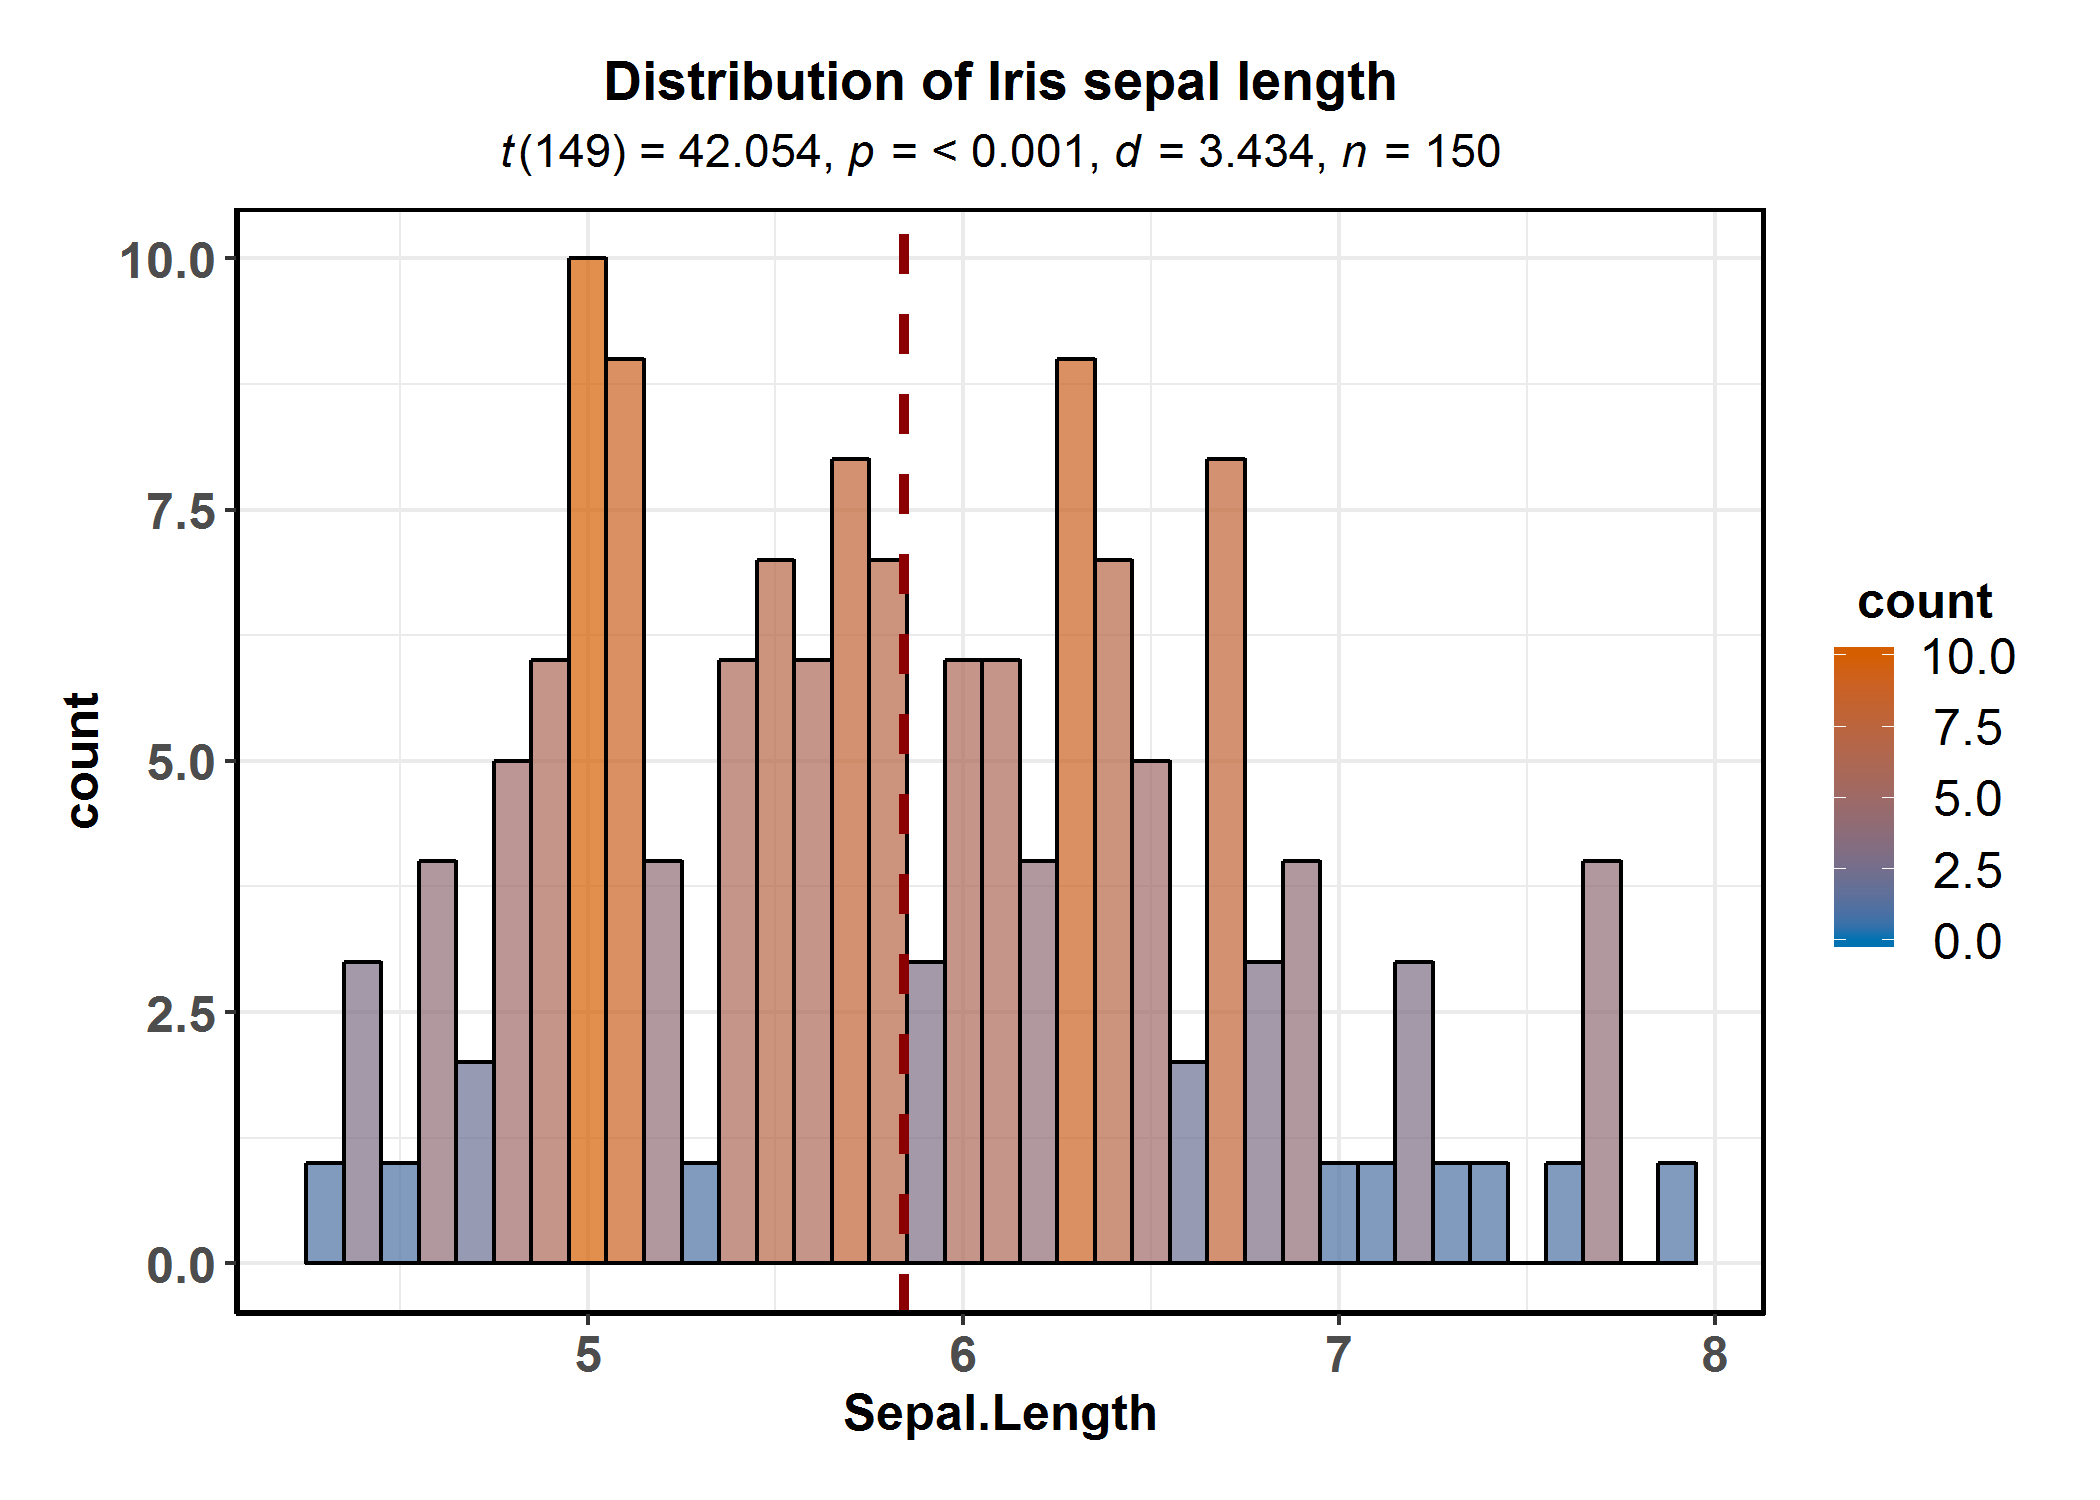 Distribution of Iris sepal length
t(149) = 42.054, p = < 0.001, d = 3.434, n = 150
10.0
7.5
5.0
2.5
0.0
count
5 6 7 8
Sepal.Length
count
10.0
7.5
5.0
2.5
0.0